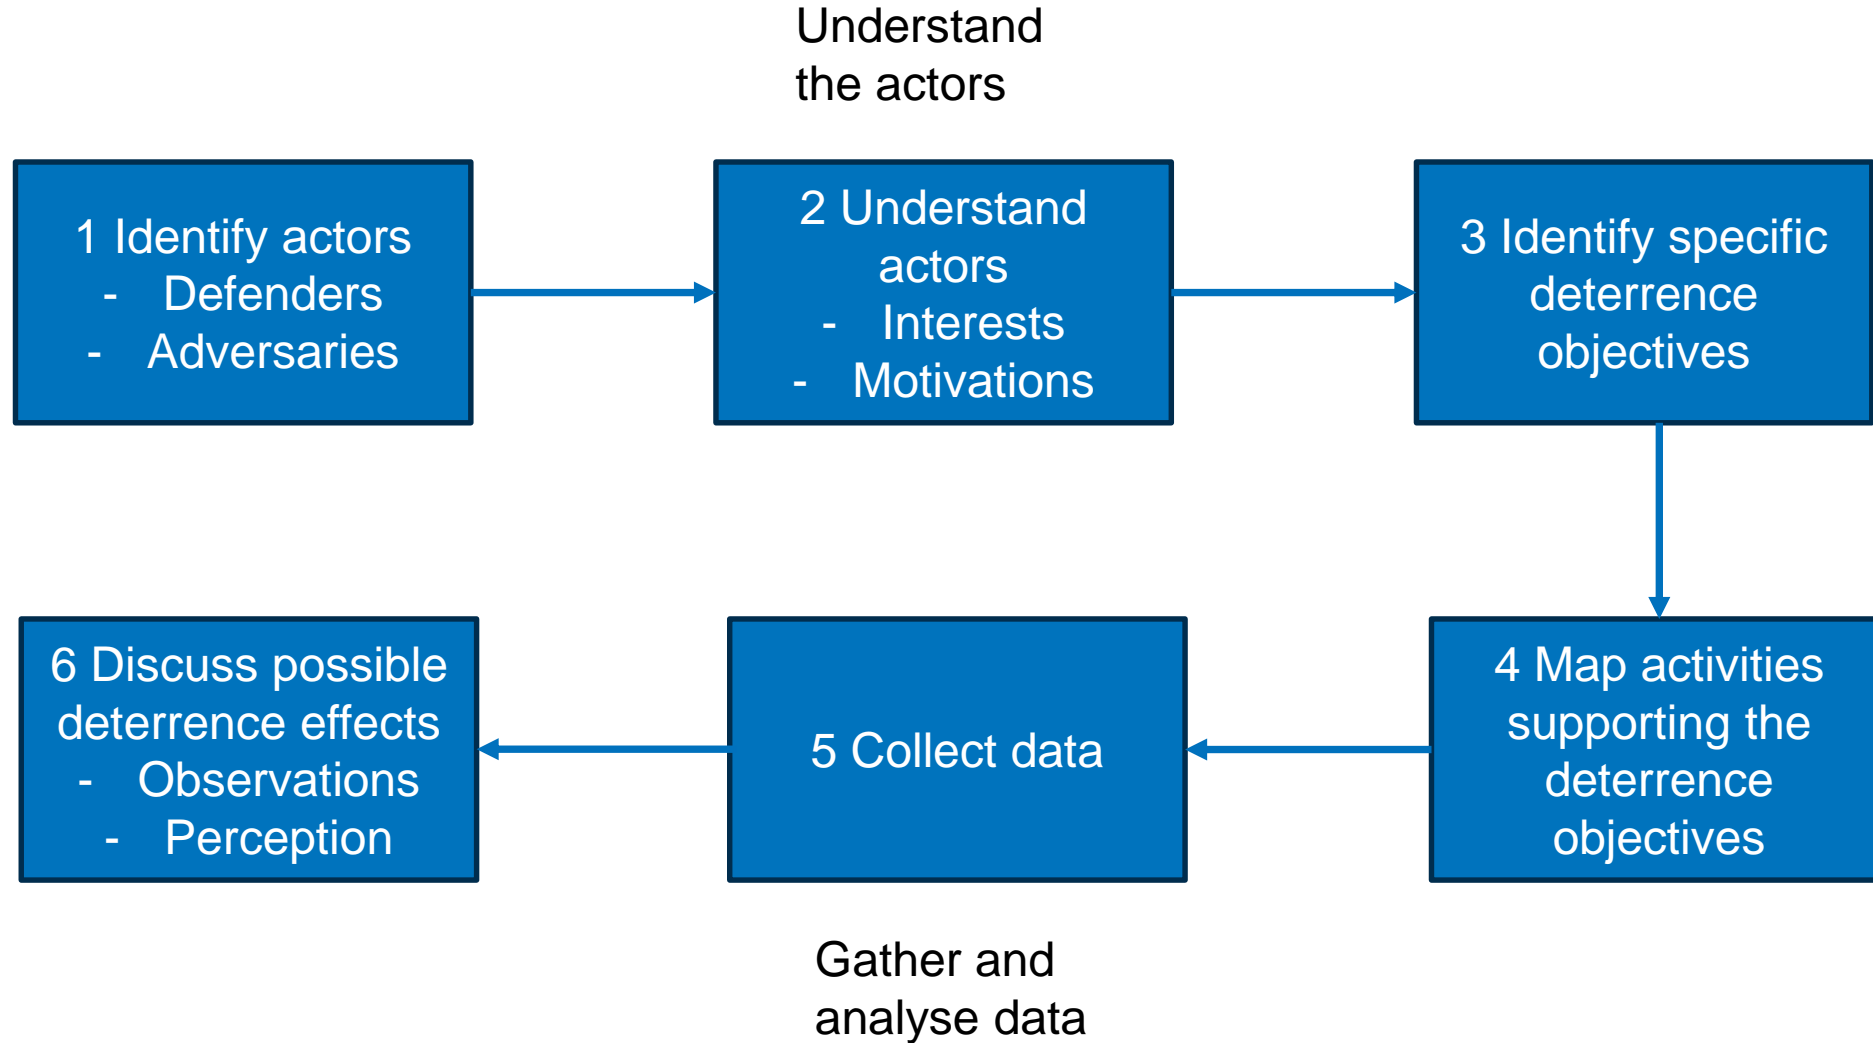 Understand
the actors
1 Identify actors
- Defenders
- Adversaries
2 Understand
actors
- Interests
- Motivations
3 Identify specific
deterrence
objectives
4 Map activities
supporting the
deterrence
objectives
5 Collect data
6 Discuss possible
deterrence effects
- Observations
- Perception
Gather and
analyse data